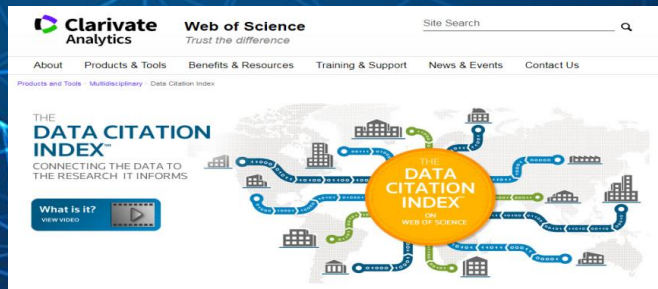 Clarivate
Analytics
Web of Science
Trust the difference
Site Search
About Products & Tools Benefits & Resources Training & Support News & Events Contact Us
Products and Tools · Multidisciplinary · Data Citation Index
THE
DATA CITATION
INDEX™
CONNECTING THE DATA TO
THE RESEARCH IT INFORMS
What is it?
VIEW VIDEO
THE
DATA
CITATION
INDEX™
ON
WEB OF SCIENCE